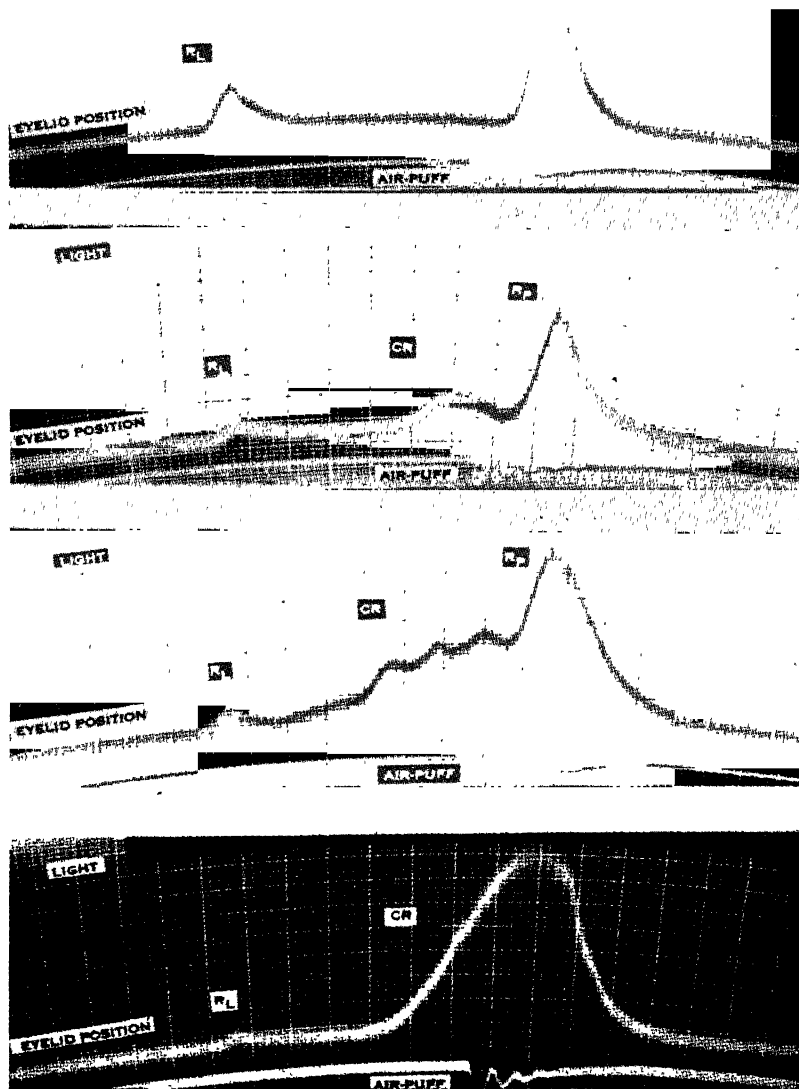 RL
EYELID POSITION
AIR-PUFF
LIGHT
RP
CR
RL
EYELID POSITION
AIR-PUFF
LIGHT
RP
CR
RL
EYELID POSITION
AIR-PUFF
LIGHT
CR
RL
EYELID POSITION
AIR-PUFF